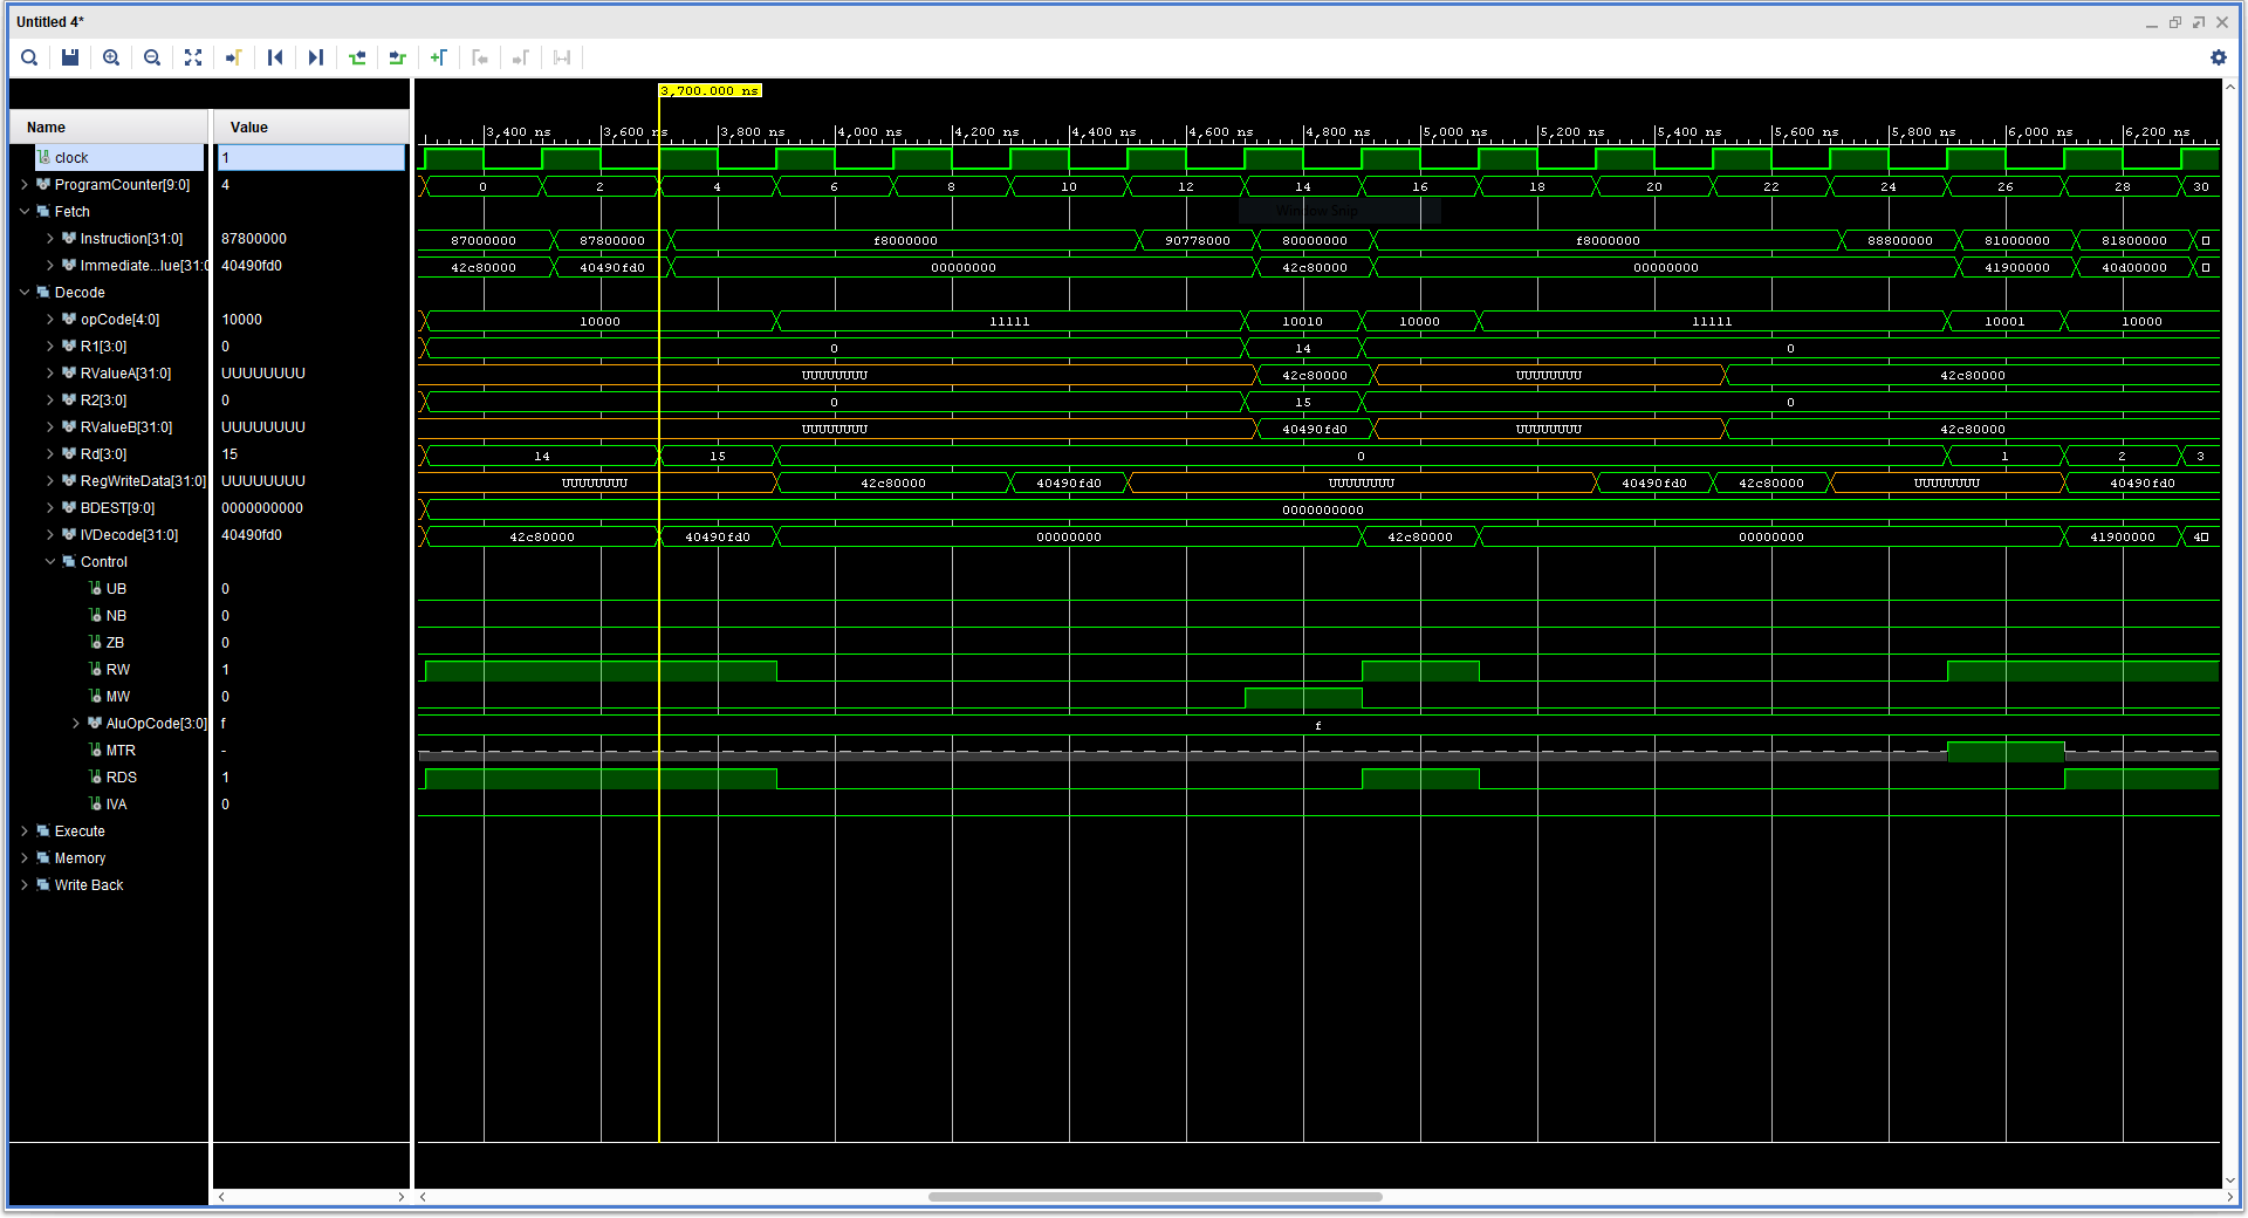 Untitled 4*
3,700.000 ns
Name Value
3,400 ns 3,600 ns 3,800 ns 4,000 ns 4,200 ns 4,400 ns 4,600 ns 4,800 ns 5,000 ns 5,200 ns 5,400 ns 5,600 ns 5,800 ns 6,000 ns 6,200 ns
clock 1
ProgramCounter[9:0] 4 0 2 4 6 8 10 12 14 16 18 20 22 24 26 28 30
Fetch
Window Snip
Instruction[31:0] 87800000 87000000 87800000 f8000000 90778000 80000000 f8000000 88800000 81000000 81800000
Immediate...lue[31:0 40490fd0 42c80000 40490fd0 00000000 42c80000 00000000 41900000 40d00000
Decode
opCode[4:0] 10000 10000 11111 10010 10000 11111 10001 10000
R1[3:0] 0 0 14 0
RValueA[31:0] UUUUUUUU UUUUUUUU 42c80000 UUUUUUUU 42c80000
R2[3:0] 0 0 15 0
RValueB[31:0] UUUUUUUU UUUUUUUU 40490fd0 UUUUUUUU 42c80000
Rd[3:0] 15 14 15 0 1 2 3
RegWriteData[31:0] UUUUUUUU UUUUUUUU 42c80000 40490fd0 UUUUUUUU 40490fd0 42c80000 UUUUUUUU 40490fd0
BDEST[9:0] 0000000000 0000000000
IVDecode[31:0] 40490fd0 42c80000 40490fd0 00000000 42c80000 00000000 41900000 4
Control
UB 0
NB 0
ZB 0
RW 1
MW 0
AluOpCode[3:0] f f
MTR -
RDS 1
IVA 0
Execute
Memory
Write Back